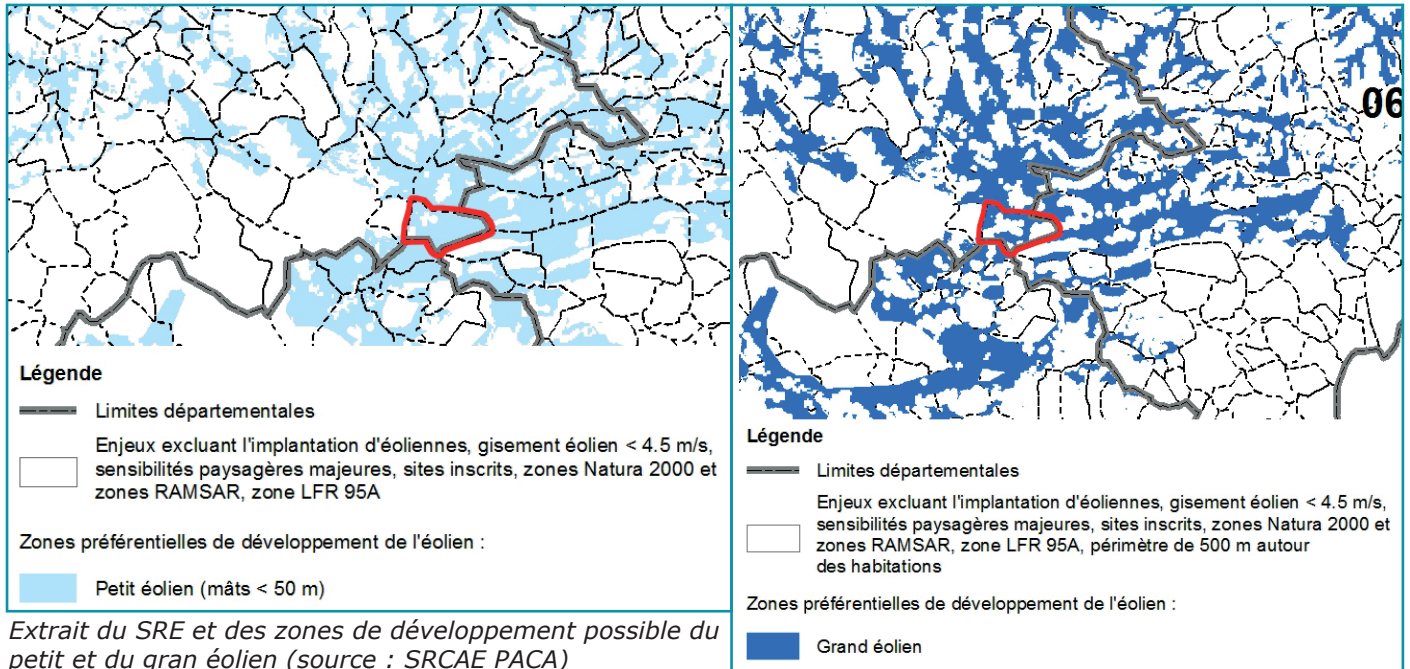 Légende
Limites départementales
Enjeux excluant l'implantation d'éoliennes, gisement éolien < 4.5 m/s,
sensibilités paysagères majeures, sites inscrits, zones Natura 2000 et
zones RAMSAR, zone LFR 95A
Zones préférentielles de développement de l'éolien :
Petit éolien (mâts < 50 m)
Extrait du SRE et des zones de développement possible du
petit et du gran éolien (source : SRCAE PACA)
06
Légende
Limites départementales
Enjeux excluant l'implantation d'éoliennes, gisement éolien < 4.5 m/s,
sensibilités paysagères majeures, sites inscrits, zones Natura 2000 et
zones RAMSAR, zone LFR 95A, périmètre de 500 m autour
des habitations
Zones préférentielles de développement de l'éolien :
Grand éolien